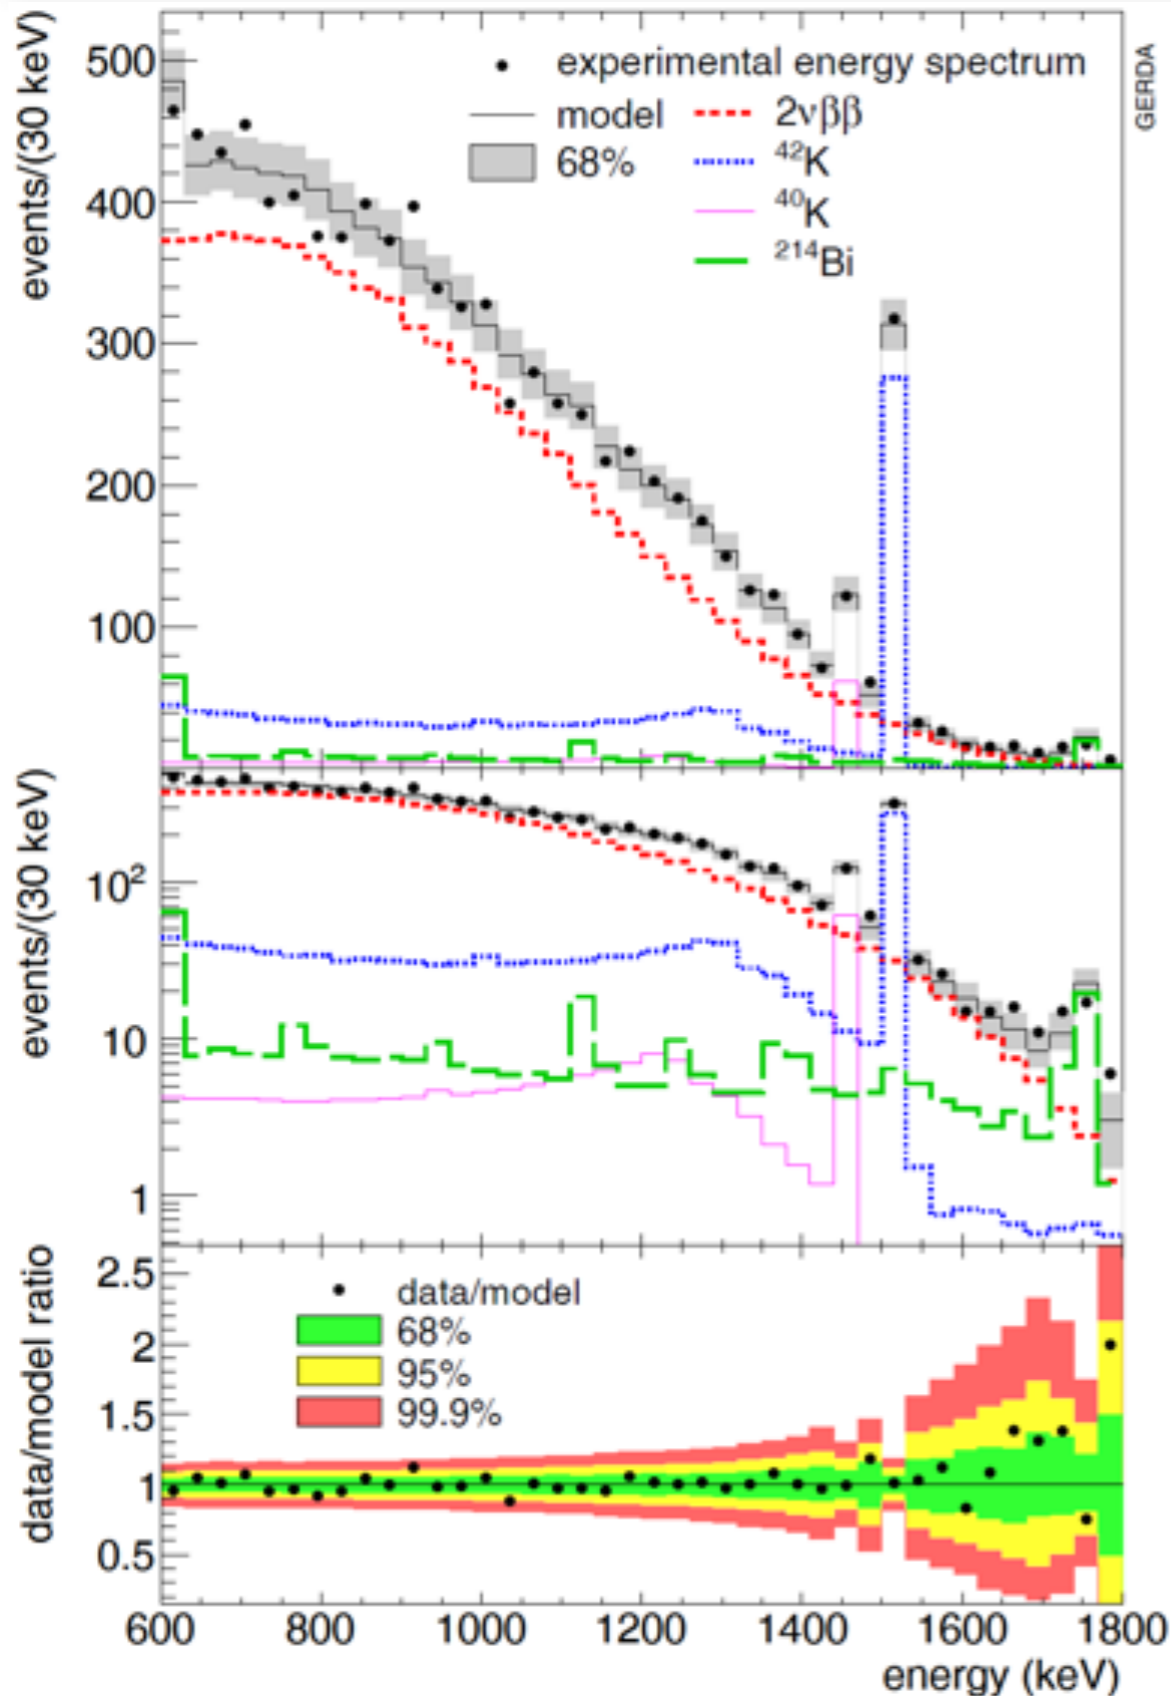 GERDA
events/(30 keV)
500
400
300
200
100
experimental energy spectrum
model
68%
2νββ
⁴²K
⁴⁰K
²¹⁴Bi
events/(30 keV)
10²
10
1
data/model ratio
2.5
2
1.5
1
0.5
data/model
68%
95%
99.9%
600 800 1000 1200 1400 1600 1800
energy (keV)